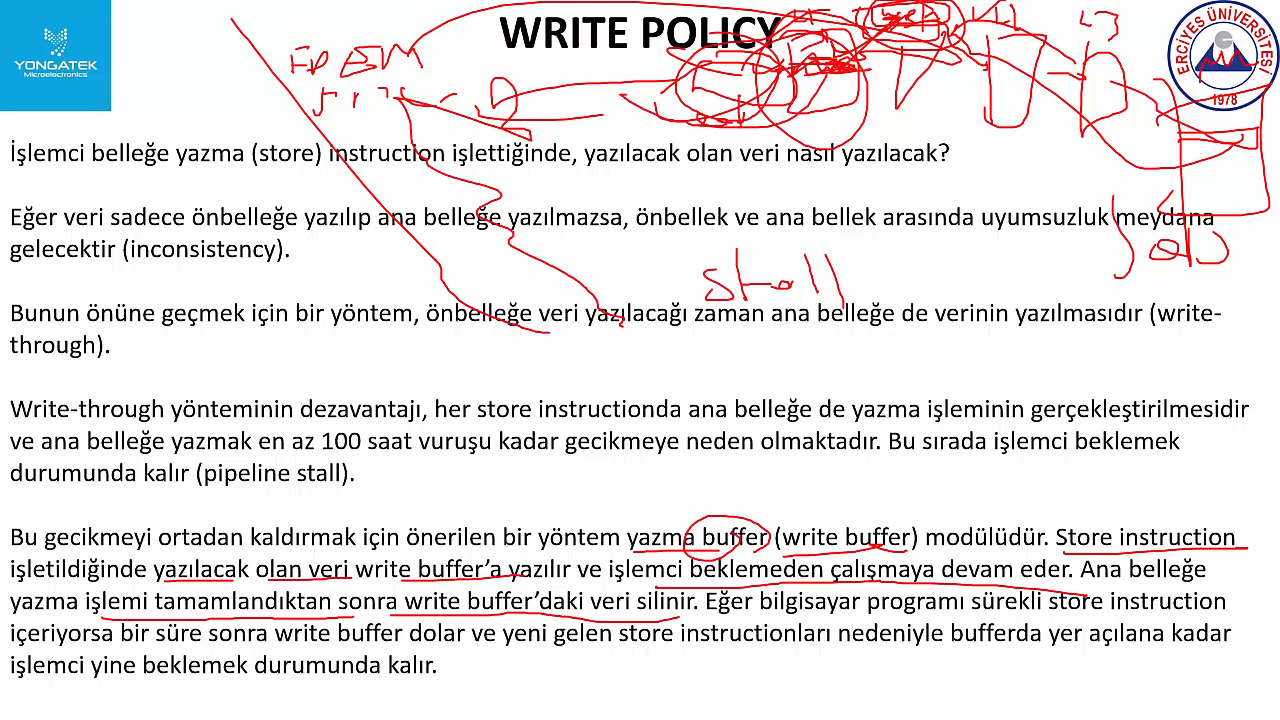 WRITE POLICY
YONGATEK
Microelectronics
ERCİYES ÜNİVERSİTESİ
1978
L3
İşlemci belleğe yazma (store) instruction işlettiğinde, yazılacak olan veri nasıl yazılacak?
Eğer veri sadece önbelleğe yazılıp ana belleğe yazılmazsa, önbellek ve ana bellek arasında uyumsuzluk meydana
gelecektir (inconsistency).
stall
Bunun önüne geçmek için bir yöntem, önbelleğe veri yazılacağı zaman ana belleğe de verinin yazılmasıdır (write-
through).
Write-through yönteminin dezavantajı, her store instructionda ana belleğe de yazma işleminin gerçekleştirilmesidir
ve ana belleğe yazmak en az 100 saat vuruşu kadar gecikmeye neden olmaktadır. Bu sırada işlemci beklemek
durumunda kalır (pipeline stall).
Bu gecikmeyi ortadan kaldırmak için önerilen bir yöntem yazma buffer (write buffer) modülüdür. Store instruction
işletildiğinde yazılacak olan veri write buffer’a yazılır ve işlemci beklemeden çalışmaya devam eder. Ana belleğe
yazma işlemi tamamlandıktan sonra write buffer’daki veri silinir. Eğer bilgisayar programı sürekli store instruction
içeriyorsa bir süre sonra write buffer dolar ve yeni gelen store instructionları nedeniyle bufferda yer açılana kadar
işlemci yine beklemek durumunda kalır.